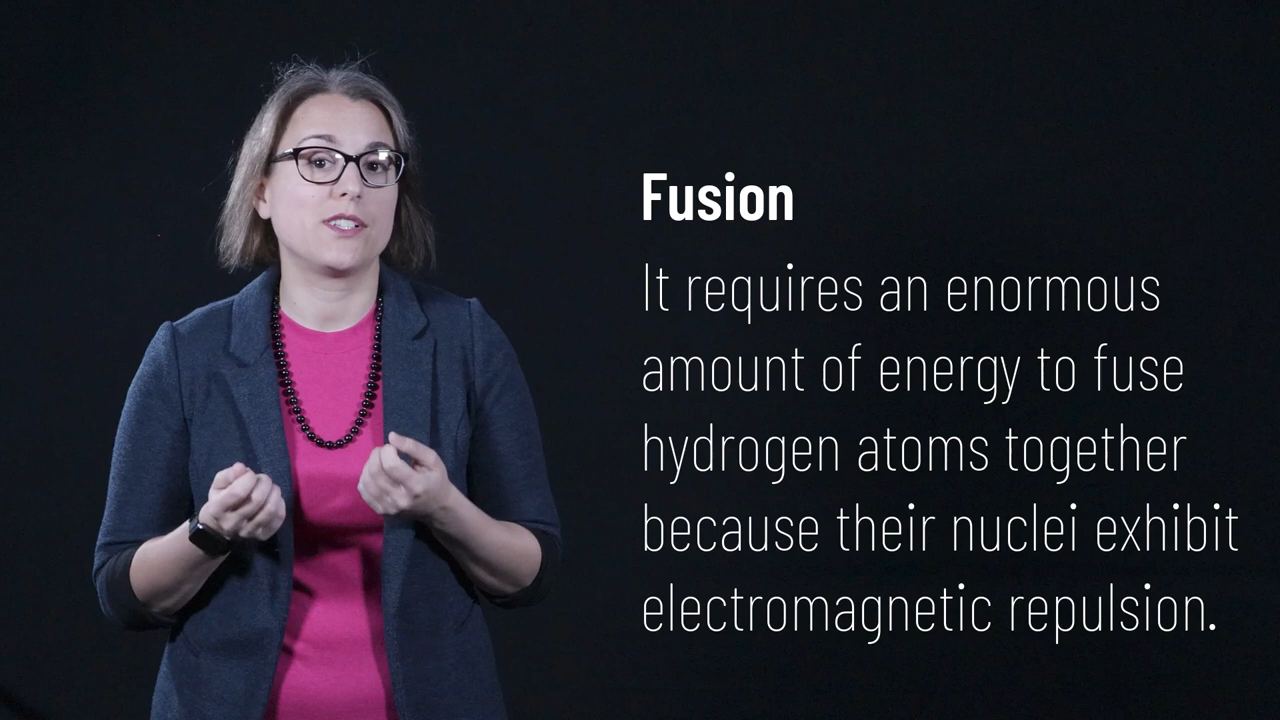 Fusion
It requires an enormous
amount of energy to fuse
hydrogen atoms together
because their nuclei exhibit
electromagnetic repulsion.